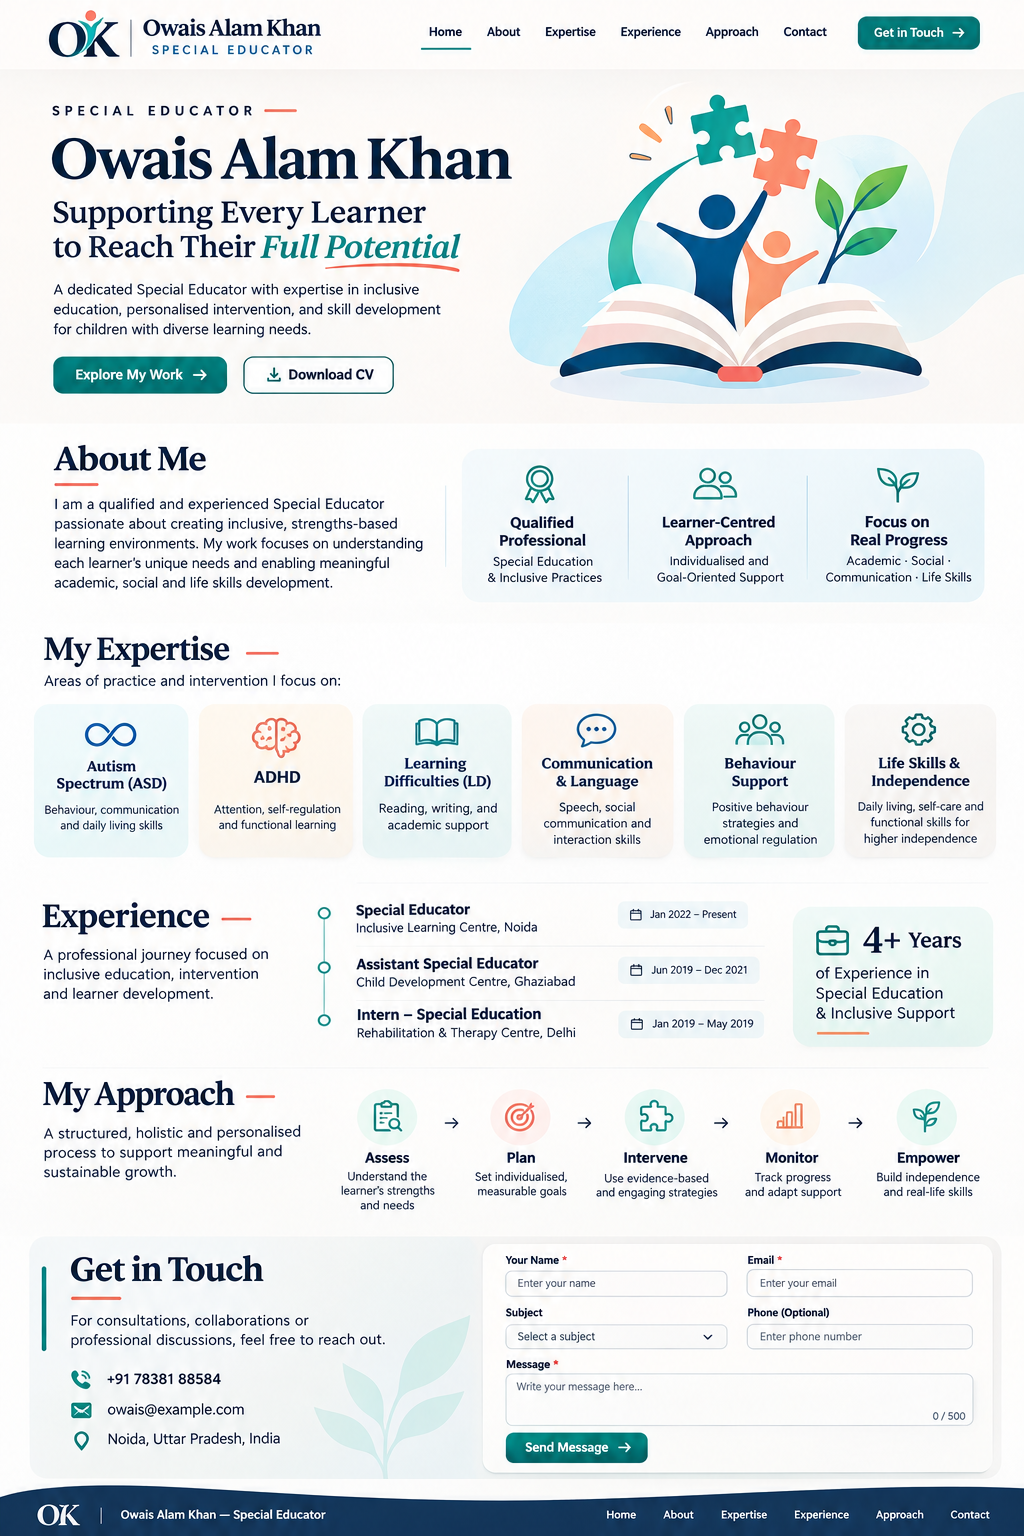 OK
Owais Alam Khan
SPECIAL EDUCATOR
Home
About
Expertise
Experience
Approach
Contact
Get in Touch →
SPECIAL EDUCATOR
Owais Alam Khan
Supporting Every Learner
to Reach Their Full Potential
A dedicated Special Educator with expertise in inclusive
education, personalised intervention, and skill development
for children with diverse learning needs.
Explore My Work →
Download CV
About Me
I am a qualified and experienced Special Educator
passionate about creating inclusive, strengths-based
learning environments. My work focuses on understanding
each learner's unique needs and enabling meaningful
academic, social and life skills development.
Qualified
Professional
Special Education
& Inclusive Practices
Learner-Centred
Approach
Individualised and
Goal-Oriented Support
Focus on
Real Progress
Academic · Social ·
Communication · Life Skills
My Expertise
Areas of practice and intervention I focus on:
Autism
Spectrum (ASD)
Behaviour, communication
and daily living skills
ADHD
Attention, self-regulation
and functional learning
Learning
Difficulties (LD)
Reading, writing, and
academic support
Communication
& Language
Speech, social
communication and
interaction skills
Behaviour
Support
Positive behaviour
strategies and
emotional regulation
Life Skills &
Independence
Daily living, self-care and
functional skills for
higher independence
Experience
A professional journey focused on
inclusive education, intervention
and learner development.
Special Educator
Inclusive Learning Centre, Noida
Jan 2022 – Present
Assistant Special Educator
Child Development Centre, Ghaziabad
Jun 2019 – Dec 2021
Intern – Special Education
Rehabilitation & Therapy Centre, Delhi
Jan 2019 – May 2019
4+ Years
of Experience in
Special Education
& Inclusive Support
My Approach
A structured, holistic and personalised
process to support meaningful and
sustainable growth.
Assess
Understand the
learner's strengths
and needs
→
Plan
Set individualised,
measurable goals
→
Intervene
Use evidence-based
and engaging strategies
→
Monitor
Track progress
and adapt support
→
Empower
Build independence
and real-life skills
Get in Touch
For consultations, collaborations or
professional discussions, feel free to reach out.
+91 78381 88584
owais@example.com
Noida, Uttar Pradesh, India
Your Name *
Enter your name
Email *
Enter your email
Subject
Select a subject
Phone (Optional)
Enter phone number
Message *
Write your message here...
0 / 500
Send Message →
OK
Owais Alam Khan — Special Educator
Home
About
Expertise
Experience
Approach
Contact